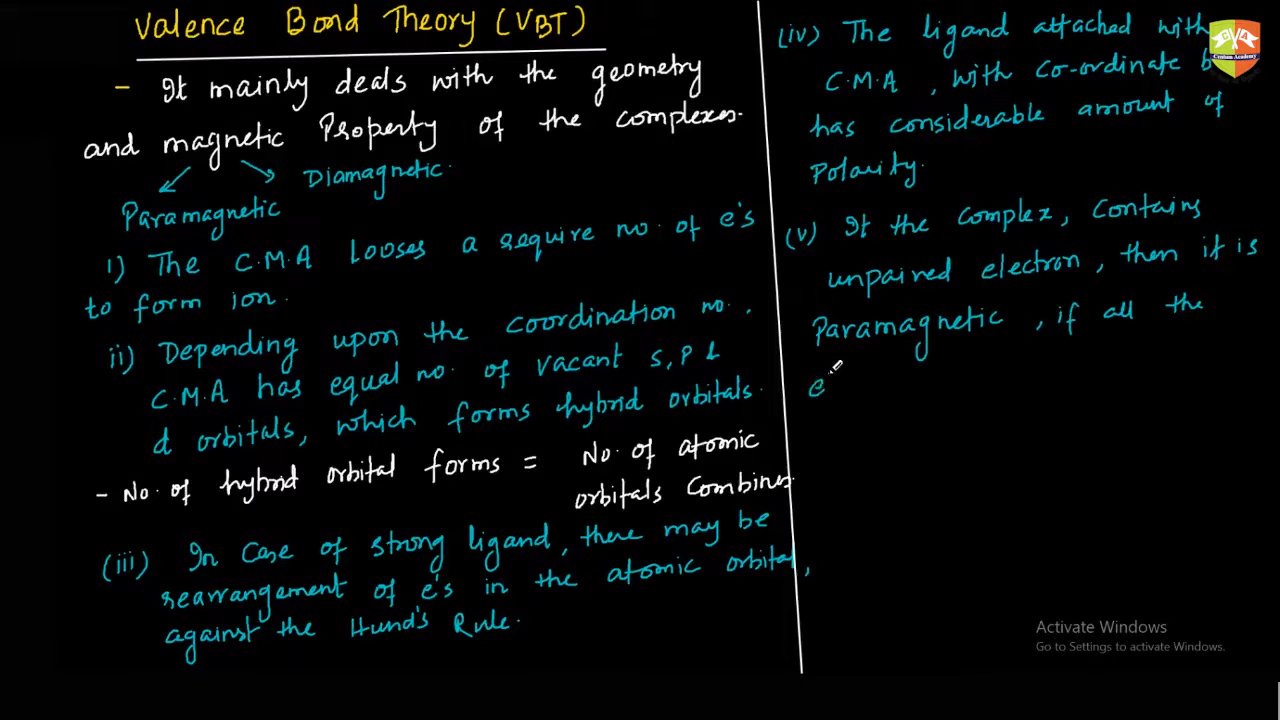 Valence Bond Theory (VBT)
- It mainly deals with the geometry
and magnetic Property of the complexes.
Paramagnetic
Diamagnetic.
i) The C.M.A Looses a require no. of e's
to form ion.
ii) Depending upon the coordination no.,
C.M.A has equal no. of vacant s, p &
d orbitals, which forms hybrid orbitals.
- No. of hybrid orbital forms = No. of atomic
orbitals Combines.
(iii) In Case of strong ligand, there may be
rearrangement of e's in the atomic orbital,
against the Hund's Rule.
(iv) The ligand attached with
C.M.A, with co-ordinate
has considerable amount of
Polarity.
(v) It the complex, contains
unpaired electron, then it is
Paramagnetic, if all the
e
Activate Windows
Go to Settings to activate Windows.